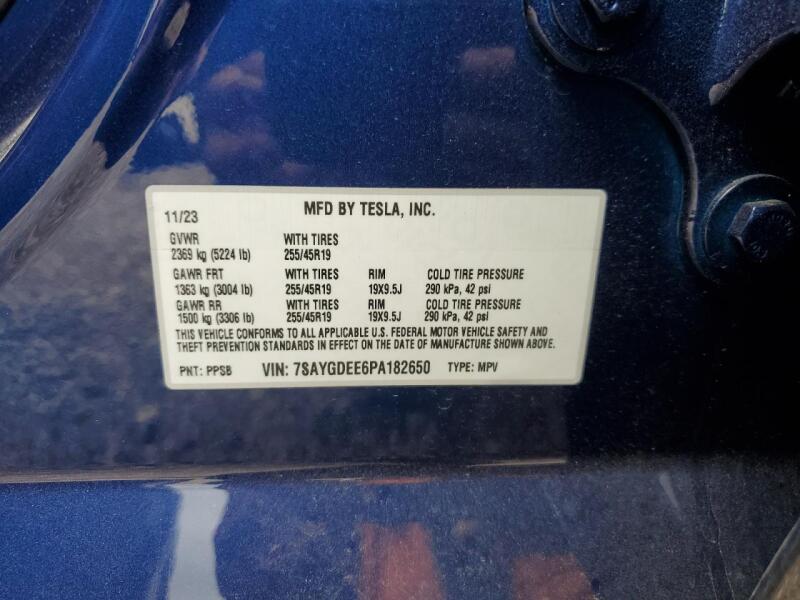 11/23 MFD BY TESLA, INC.
GVWR WITH TIRES
2369 kg (5224 lb) 255/45R19
GAWR FRT WITH TIRES RIM COLD TIRE PRESSURE
1363 kg (3004 lb) 255/45R19 19X9.5J 290 kPa, 42 psi
GAWR RR WITH TIRES RIM COLD TIRE PRESSURE
1500 kg (3306 lb) 255/45R19 19X9.5J 290 kPa, 42 psi
THIS VEHICLE CONFORMS TO ALL APPLICABLE U.S. FEDERAL MOTOR VEHICLE SAFETY AND
THEFT PREVENTION STANDARDS IN EFFECT ON THE DATE OF MANUFACTURE SHOWN ABOVE.
PNT: PPSB VIN: 7SAYGDEE6PA182650 TYPE: MPV